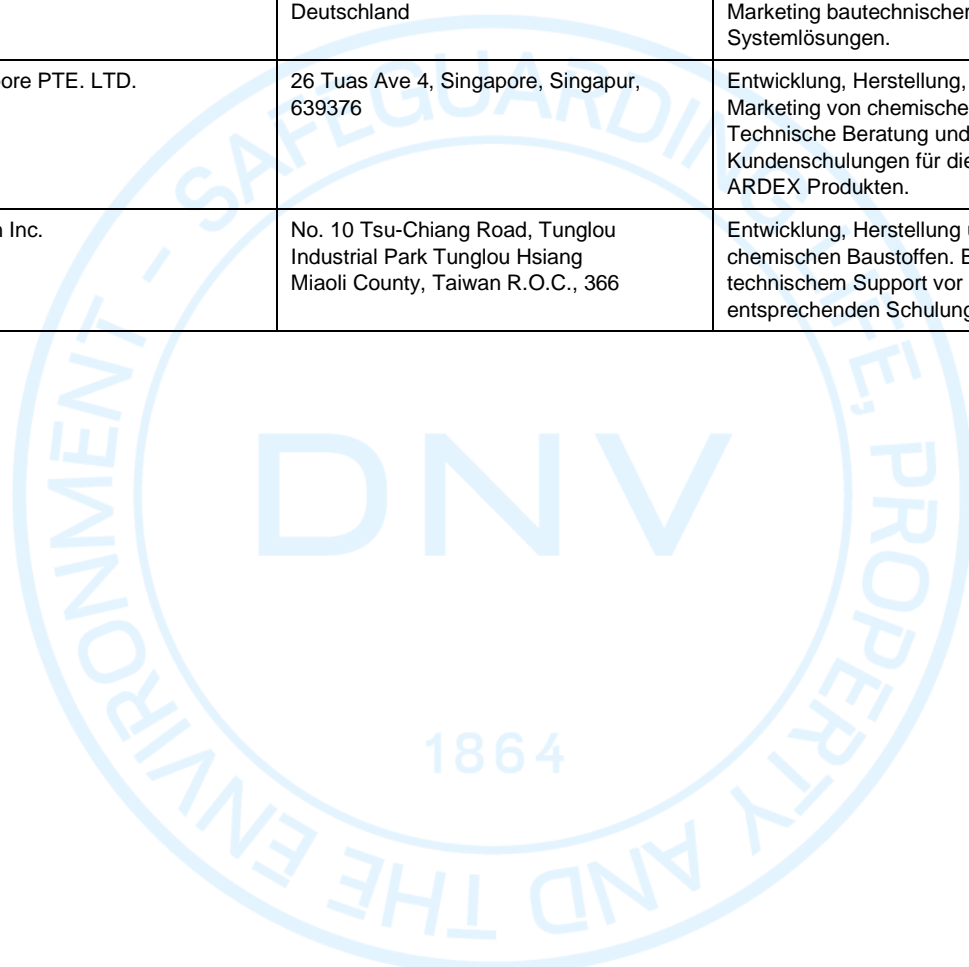 Deutschland
Marketing bautechnischer
Systemlösungen.
ore PTE. LTD.
26 Tuas Ave 4, Singapore, Singapur,
639376
Entwicklung, Herstellung,
Marketing von chemische
Technische Beratung und
Kundenschulungen für die
ARDEX Produkten.
Inc.
No. 10 Tsu-Chiang Road, Tunglou
Industrial Park Tunglou Hsiang
Miaoli County, Taiwan R.O.C., 366
Entwicklung, Herstellung
chemischen Baustoffen.
technischem Support vor
entsprechenden Schulung
SAFEGUARDING LIFE, PROPERTY AND THE ENVIRONMENT -
DNV
1864